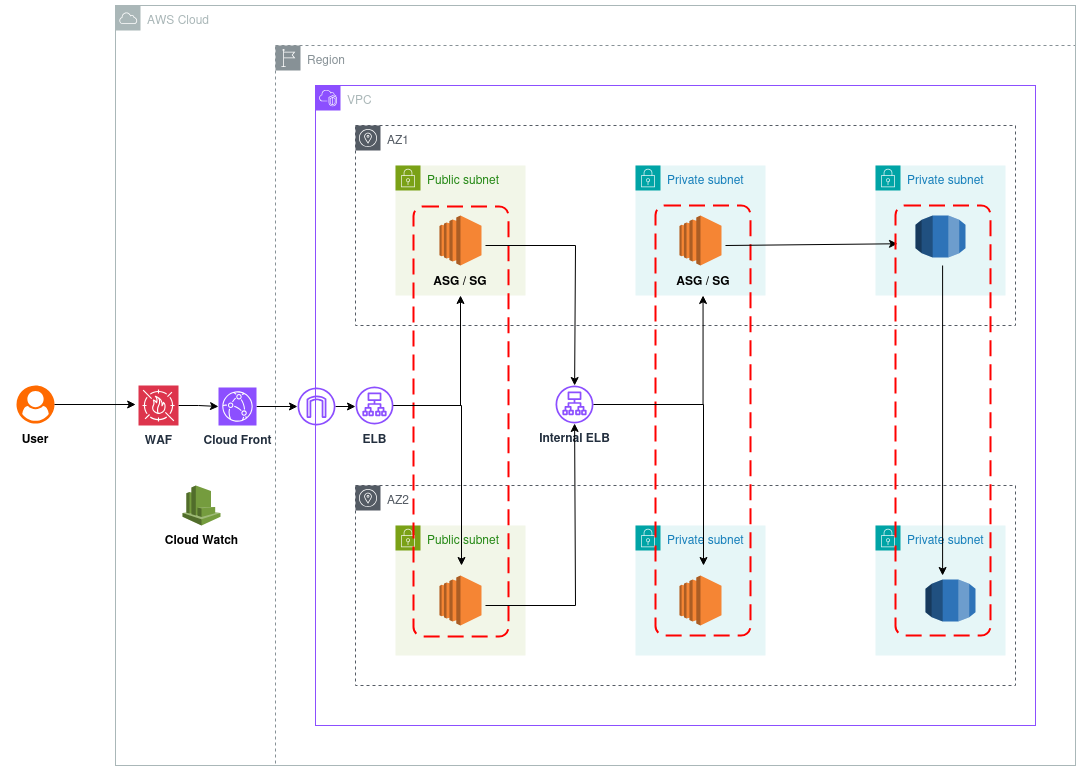 AWS Cloud
Region
VPC
AZ1
Public subnet
Private subnet
Private subnet
ASG / SG
ASG / SG
User
WAF
Cloud Front
ELB
Internal ELB
AZ2
Cloud Watch
Public subnet
Private subnet
Private subnet